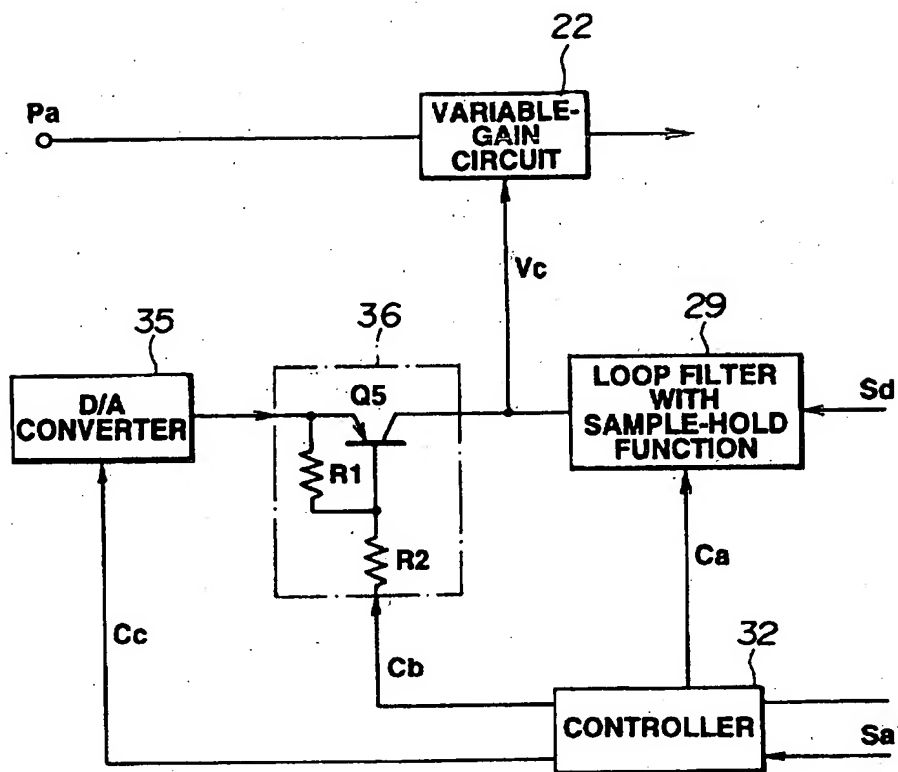 22
Pa
VARIABLE-
GAIN
CIRCUIT
Vc
35
36
29
D/A
CONVERTER
Q5
LOOP FILTER
WITH
SAMPLE-HOLD
FUNCTION
Sd
R1
R2
Ca
Cc
Cb
32
CONTROLLER
Sa